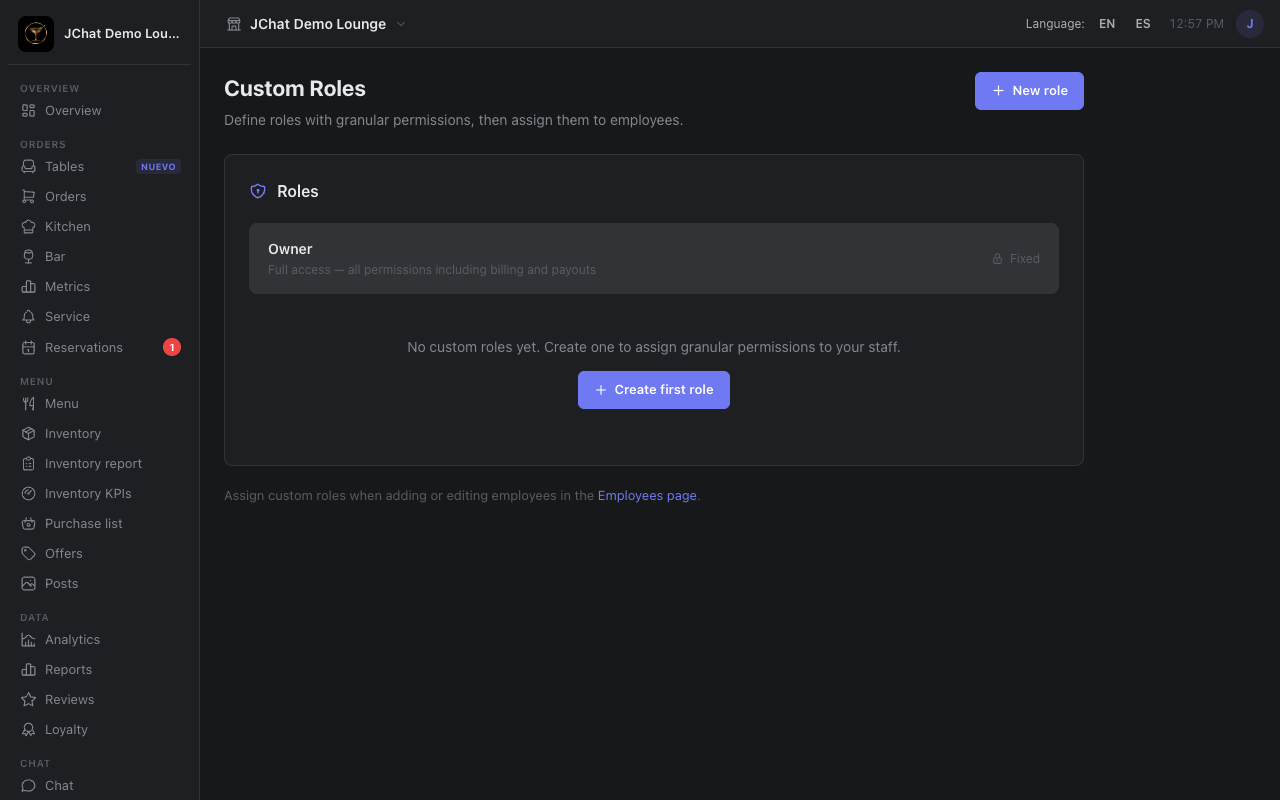 JChat Demo Lou...
OVERVIEW
Overview
ORDERS
Tables NUEVO
Orders
Kitchen
Bar
Metrics
Service
Reservations 1
MENU
Menu
Inventory
Inventory report
Inventory KPIs
Purchase list
Offers
Posts
DATA
Analytics
Reports
Reviews
Loyalty
CHAT
Chat
JChat Demo Lounge
Language: EN ES 12:57 PM J
Custom Roles
New role
Define roles with granular permissions, then assign them to employees.
Roles
Owner
Full access — all permissions including billing and payouts
Fixed
No custom roles yet. Create one to assign granular permissions to your staff.
Create first role
Assign custom roles when adding or editing employees in the Employees page.